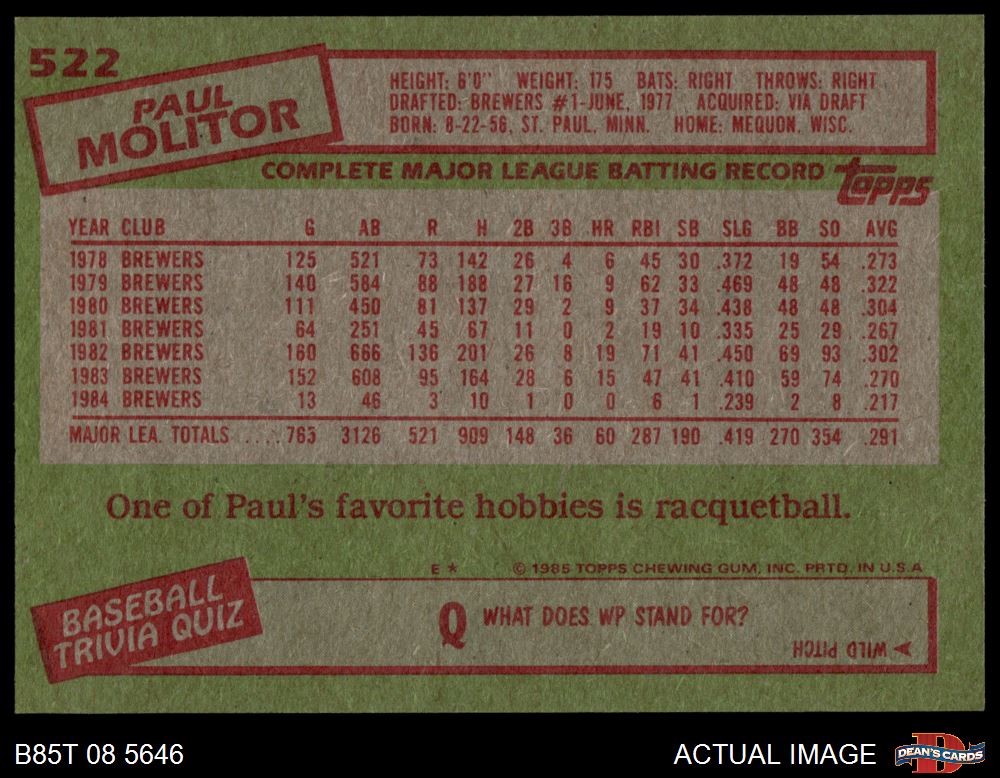 522
PAUL
MOLITOR
HEIGHT: 6'0" WEIGHT: 175 BATS: RIGHT THROWS: RIGHT
DRAFTED: BREWERS #1-JUNE, 1977 ACQUIRED: VIA DRAFT
BORN: 8-22-56, ST. PAUL, MINN. HOME: MEQUON, WISC.
COMPLETE MAJOR LEAGUE BATTING RECORD topps
YEAR CLUB G AB R H 2B 3B HR RBI SB SLG BB SO AVG
1978 BREWERS 125 521 73 142 26 4 6 45 30 .372 19 54 .273
1979 BREWERS 140 584 88 188 27 16 9 62 33 .469 48 48 .322
1980 BREWERS 111 450 81 137 29 2 9 37 34 .438 48 48 .304
1981 BREWERS 64 251 45 67 11 0 2 19 10 .335 25 29 .267
1982 BREWERS 160 666 136 201 26 8 19 71 41 .450 69 93 .302
1983 BREWERS 152 608 95 164 28 6 15 47 41 .410 59 74 .270
1984 BREWERS 13 46 3 10 1 0 0 6 1 .239 2 8 .217
MAJOR LEA. TOTALS .... 765 3126 521 909 148 36 60 287 190 .419 270 354 .291
One of Paul's favorite hobbies is racquetball.
E * © 1985 TOPPS CHEWING GUM, INC. PRTD. IN U.S.A
BASEBALL
TRIVIA QUIZ
Q WHAT DOES WP STAND FOR?
WILD PITCH
B85T 08 5646
ACTUAL IMAGE
DEAN'S CARDS